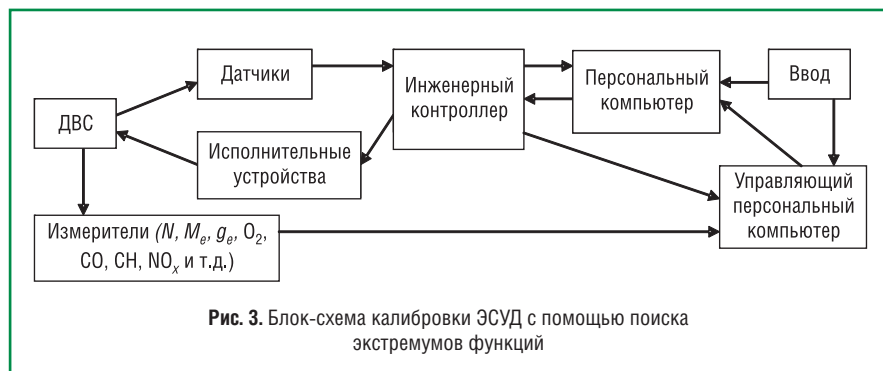 Датчики
Инженерный
контроллер
Персональный
компьютер
Ввод
ДВС
Исполнительные
устройства
Управляющий
персональный
компьютер
Измерители (N, Mₑ, gₑ, O₂,
CO, CH, NOₓ и т.д.)
Рис. 3. Блок-схема калибровки ЭСУД с помощью поиска
экстремумов функций